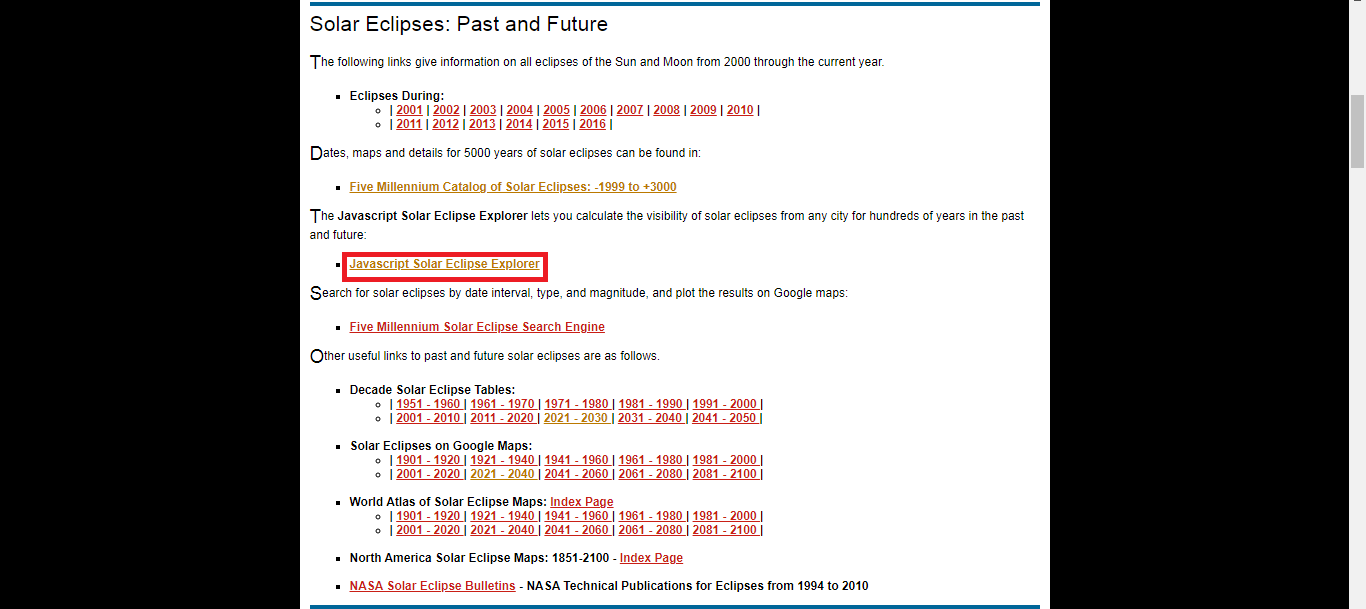 Solar Eclipses: Past and Future
The following links give information on all eclipses of the Sun and Moon from 2000 through the current year.
Eclipses During:
| 2001 | 2002 | 2003 | 2004 | 2005 | 2006 | 2007 | 2008 | 2009 | 2010 |
| 2011 | 2012 | 2013 | 2014 | 2015 | 2016 |
Dates, maps and details for 5000 years of solar eclipses can be found in:
Five Millennium Catalog of Solar Eclipses: -1999 to +3000
The Javascript Solar Eclipse Explorer lets you calculate the visibility of solar eclipses from any city for hundreds of years in the past
and future:
Javascript Solar Eclipse Explorer
Search for solar eclipses by date interval, type, and magnitude, and plot the results on Google maps:
Five Millennium Solar Eclipse Search Engine
Other useful links to past and future solar eclipses are as follows.
Decade Solar Eclipse Tables:
| 1951 - 1960 | 1961 - 1970 | 1971 - 1980 | 1981 - 1990 | 1991 - 2000 |
| 2001 - 2010 | 2011 - 2020 | 2021 - 2030 | 2031 - 2040 | 2041 - 2050 |
Solar Eclipses on Google Maps:
| 1901 - 1920 | 1921 - 1940 | 1941 - 1960 | 1961 - 1980 | 1981 - 2000 |
| 2001 - 2020 | 2021 - 2040 | 2041 - 2060 | 2061 - 2080 | 2081 - 2100 |
World Atlas of Solar Eclipse Maps: Index Page
| 1901 - 1920 | 1921 - 1940 | 1941 - 1960 | 1961 - 1980 | 1981 - 2000 |
| 2001 - 2020 | 2021 - 2040 | 2041 - 2060 | 2061 - 2080 | 2081 - 2100 |
North America Solar Eclipse Maps: 1851-2100 - Index Page
NASA Solar Eclipse Bulletins - NASA Technical Publications for Eclipses from 1994 to 2010